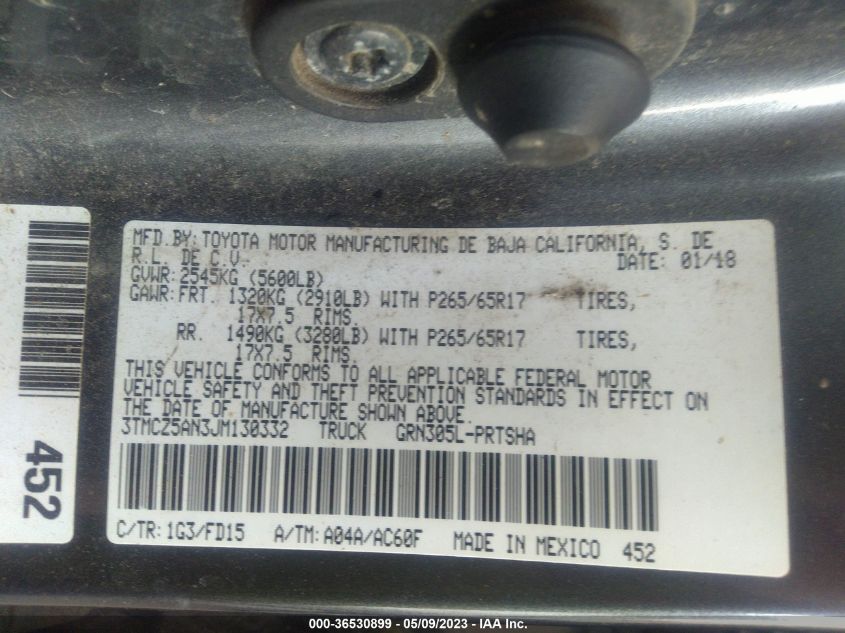 MFD.BY: TOYOTA MOTOR MANUFACTURING DE BAJA CALIFORNIA, S. DE
R.L. DE C.V. DATE: 01/18
GVWR: 2545KG (5600LB)
GAWR: FRT. 1320KG (2910LB) WITH P265/65R17 TIRES,
17X7.5 RIMS.
RR. 1490KG (3280LB) WITH P265/65R17 TIRES,
17X7.5 RIMS.
THIS VEHICLE CONFORMS TO ALL APPLICABLE FEDERAL MOTOR
VEHICLE SAFETY AND THEFT PREVENTION STANDARDS IN EFFECT ON
THE DATE OF MANUFACTURE SHOWN ABOVE.
3TMCZ5AN3JM130332 TRUCK GRN305L-PRTSHA
C/TR: 1G3/FD15 A/TM: A04A/AC60F MADE IN MEXICO 452
452
000-36530899 - 05/09/2023 - IAA Inc.